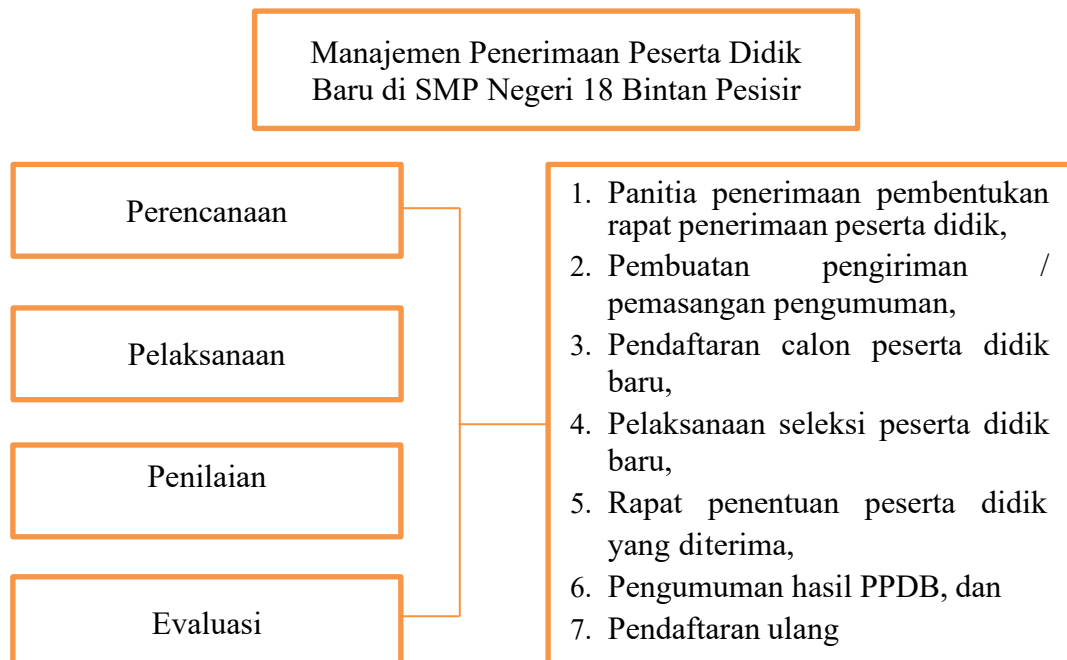 Manajemen Penerimaan Peserta Didik
Baru di SMP Negeri 18 Bintan Pesisir
Perencanaan
Pelaksanaan
Penilaian
Evaluasi
1. Panitia penerimaan pembentukan
rapat penerimaan peserta didik,
2. Pembuatan pengiriman /
pemasangan pengumuman,
3. Pendaftaran calon peserta didik
baru,
4. Pelaksanaan seleksi peserta didik
baru,
5. Rapat penentuan peserta didik
yang diterima,
6. Pengumuman hasil PPDB, dan
7. Pendaftaran ulang